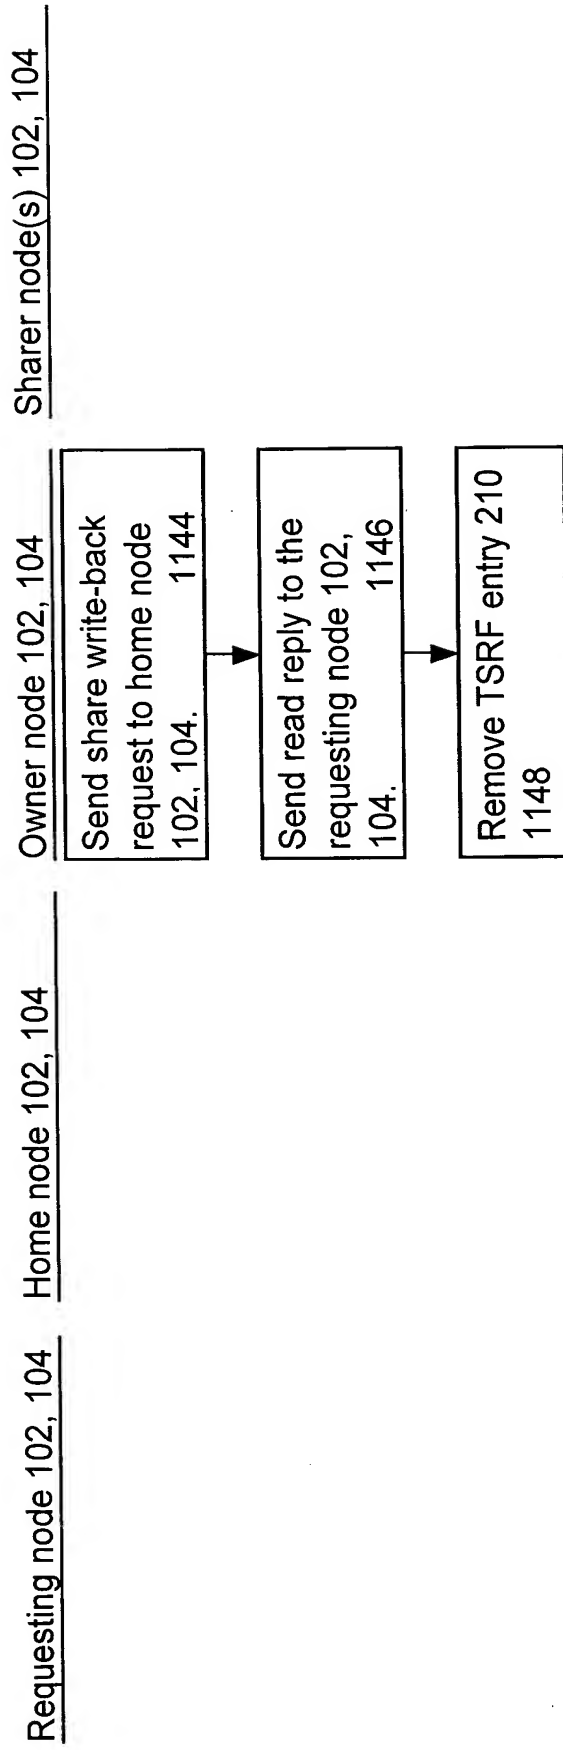 Requesting node 102, 104
Home node 102, 104
Owner node 102, 104
Sharer node(s) 102, 104
Send share write-back
request to home node
102, 104. 1144
Send read reply to the
requesting node 102,
104. 1146
Remove TSRF entry 210
1148